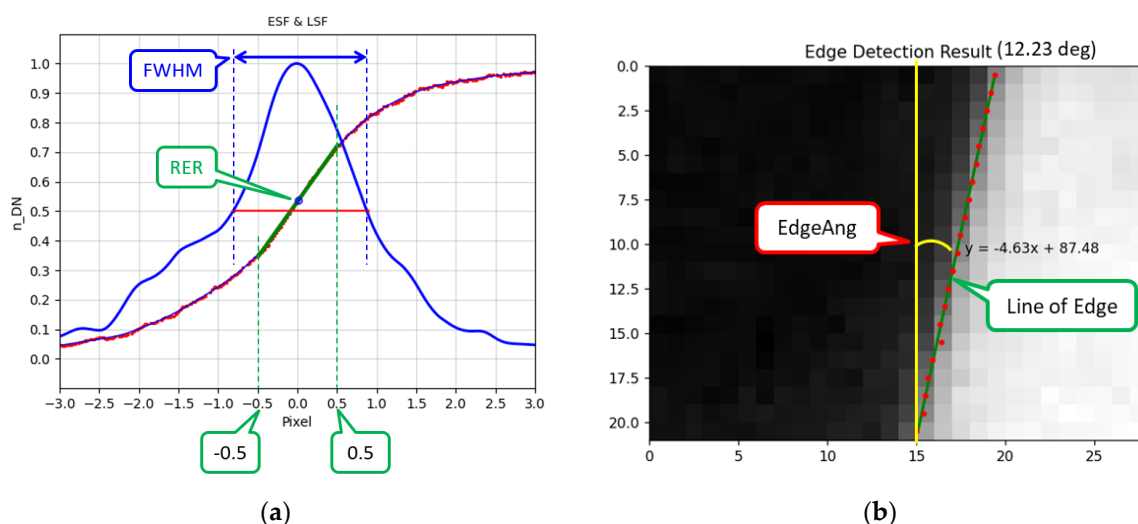 ESF & LSF
FWHM
RER
n_DN
1.0
0.9
0.8
0.7
0.6
0.5
0.4
0.3
0.2
0.1
0.0
−3.0 −2.5 −2.0 −1.5 −1.0 −0.5 0.0 0.5 1.0 1.5 2.0 2.5 3.0
Pixel
-0.5
0.5
(a)
Edge Detection Result (12.23 deg)
0.0
2.5
5.0
7.5
10.0
12.5
15.0
17.5
20.0
EdgeAng
y = -4.63x + 87.48
Line of Edge
0 5 10 15 20 25
(b)